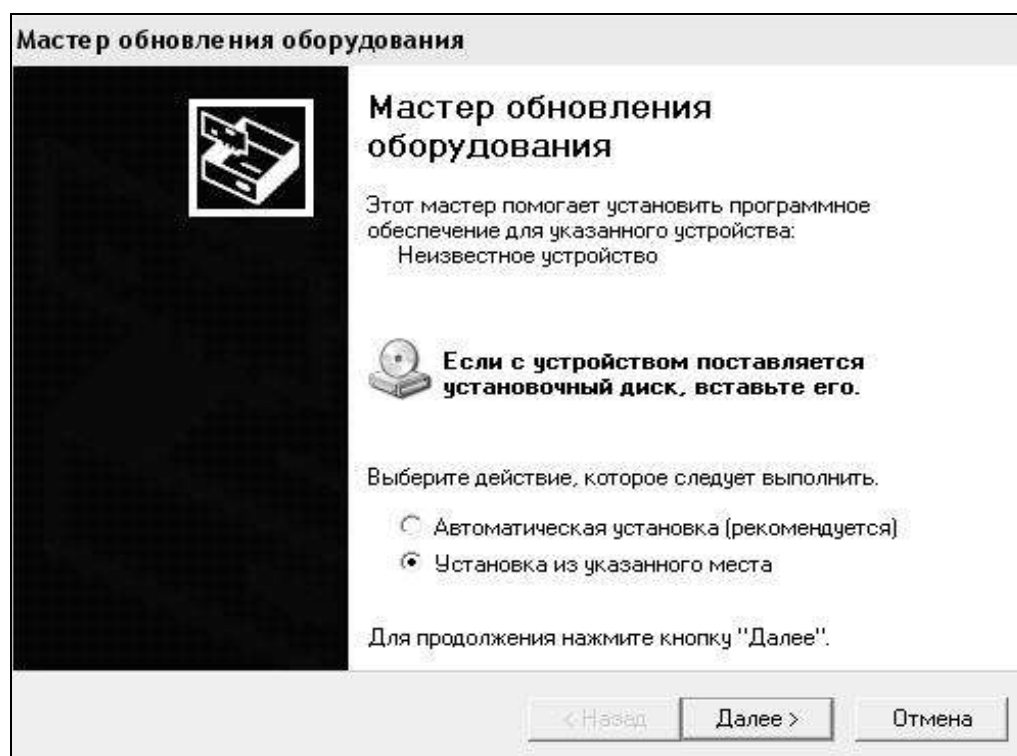 Мастер обновления оборудования
Мастер обновления
оборудования
Этот мастер помогает установить программное
обеспечение для указанного устройства:
Неизвестное устройство
Если с устройством поставляется
установочный диск, вставьте его.
Выберите действие, которое следует выполнить.
Автоматическая установка (рекомендуется)
Установка из указанного места
Для продолжения нажмите кнопку "Далее".
< Назад
Далее >
Отмена